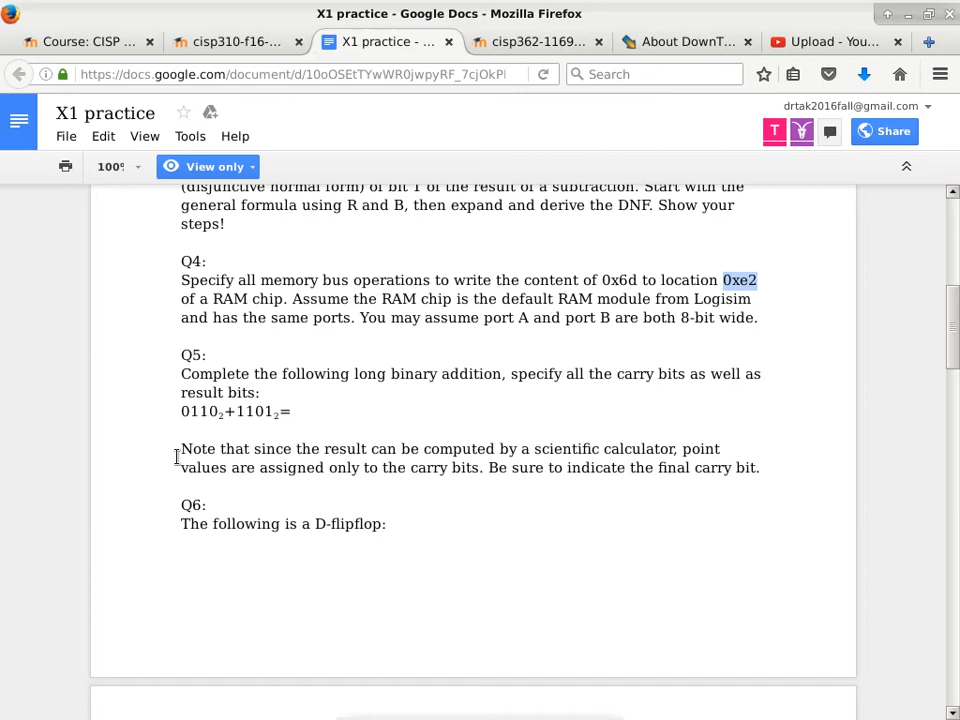 X1 practice - Google Docs - Mozilla Firefox
Course: CISP ...
cisp310-f16-...
X1 practice - ...
cisp362-1169...
About DownT...
Upload - You...
https://docs.google.com/document/d/10oOSEtTYwWR0jwpyRF_7cjOkPl
Search
X1 practice
drtak2016fall@gmail.com
File Edit View Tools Help
T
Share
100%
View only
(disjunctive normal form) of bit 1 of the result of a subtraction. Start with the
general formula using R and B, then expand and derive the DNF. Show your
steps!
Q4:
Specify all memory bus operations to write the content of 0x6d to location 0xe2
of a RAM chip. Assume the RAM chip is the default RAM module from Logisim
and has the same ports. You may assume port A and port B are both 8-bit wide.
Q5:
Complete the following long binary addition, specify all the carry bits as well as
result bits:
0110₂+1101₂=
Note that since the result can be computed by a scientific calculator, point
values are assigned only to the carry bits. Be sure to indicate the final carry bit.
Q6:
The following is a D-flipflop: